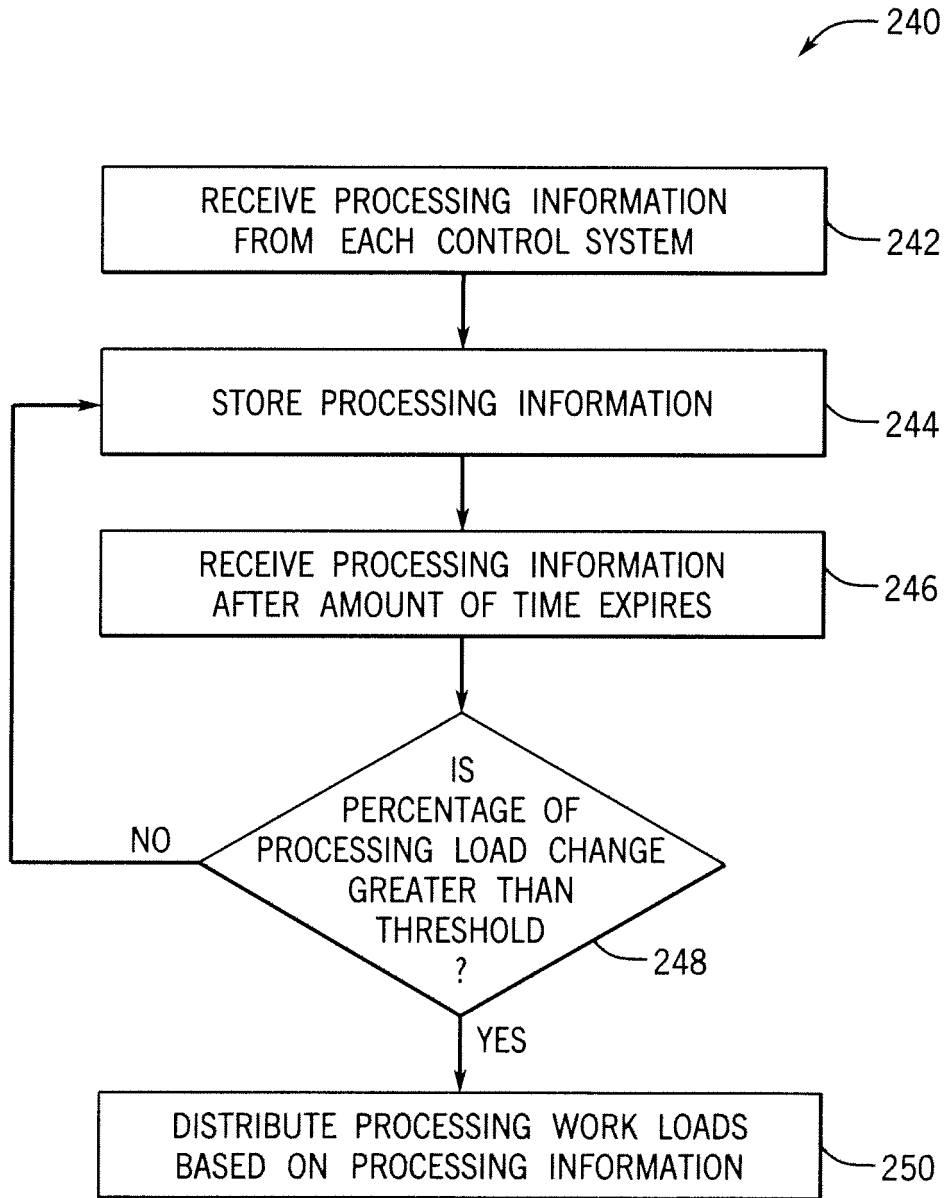 240
RECEIVE PROCESSING INFORMATION
FROM EACH CONTROL SYSTEM
242
STORE PROCESSING INFORMATION
244
RECEIVE PROCESSING INFORMATION
AFTER AMOUNT OF TIME EXPIRES
246
IS
PERCENTAGE OF
PROCESSING LOAD CHANGE
GREATER THAN
THRESHOLD
?
NO
248
YES
DISTRIBUTE PROCESSING WORK LOADS
BASED ON PROCESSING INFORMATION
250